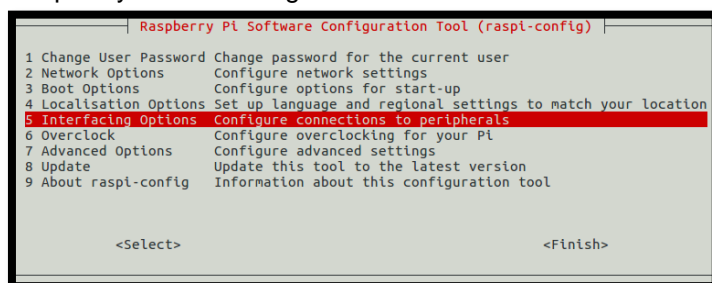 Raspberry Pi Software Configuration Tool (raspi-config)
1 Change User Password Change password for the current user
2 Network Options Configure network settings
3 Boot Options Configure options for start-up
4 Localisation Options Set up language and regional settings to match your location
5 Interfacing Options Configure connections to peripherals
6 Overclock Configure overclocking for your Pi
7 Advanced Options Configure advanced settings
8 Update Update this tool to the latest version
9 About raspi-config Information about this configuration tool
<Select> <Finish>